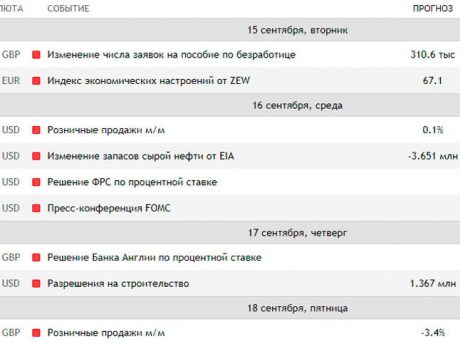 ЛЮТА СОБЫТИЕ ПРОГНОЗ
15 сентября, вторник
GBP Изменение числа заявок на пособие по безработице 310.6 тыс
EUR Индекс экономических настроений от ZEW 67.1
16 сентября, среда
USD Розничные продажи м/м 0.1%
USD Изменение запасов сырой нефти от EIA -3.651 млн
USD Решение ФРС по процентной ставке
USD Пресс-конференция FOMC
17 сентября, четверг
GBP Решение Банка Англии по процентной ставке
USD Разрешения на строительство 1.367 млн
18 сентября, пятница
GBP Розничные продажи м/м -3.4%